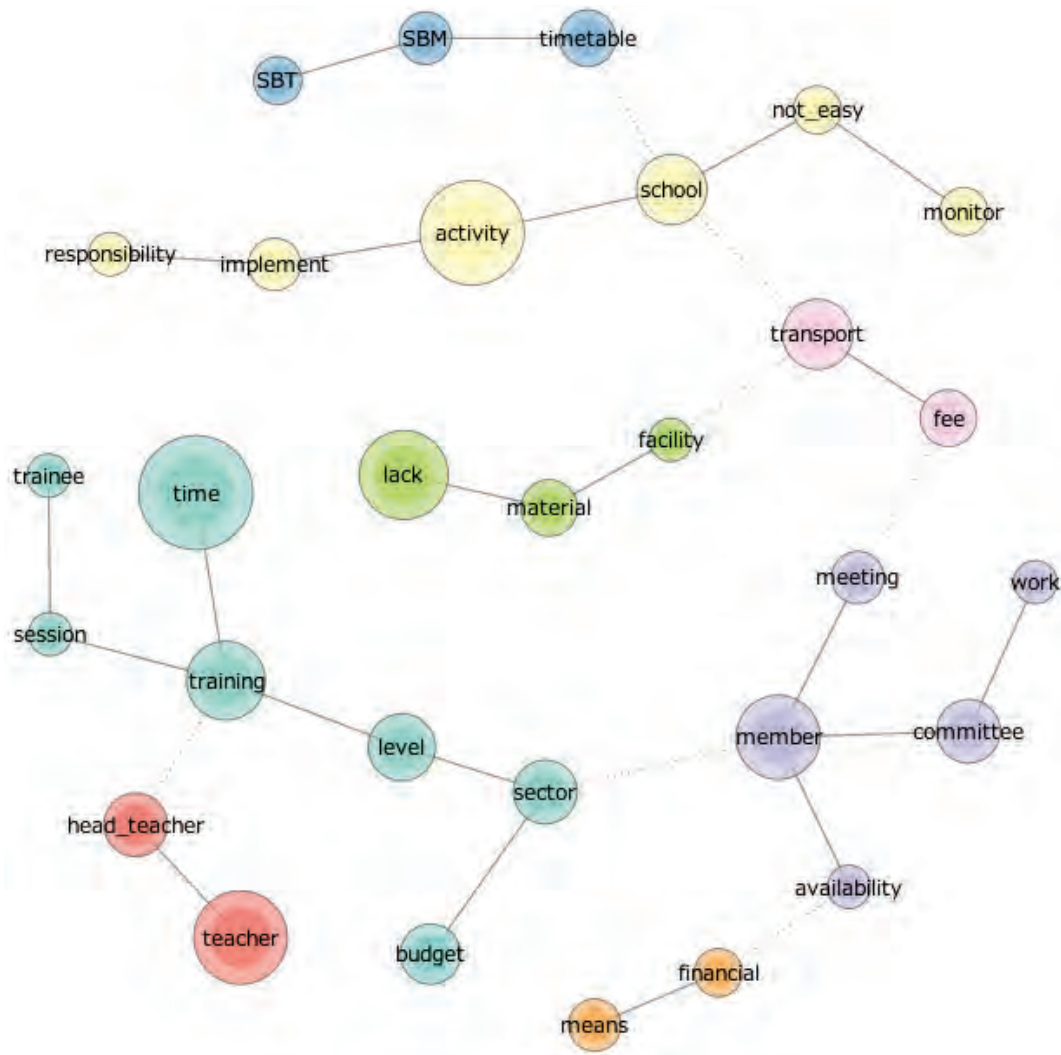 SBM
timetable
SBT
not_easy
school
monitor
activity
responsibility
implement
transport
fee
facility
lack
trainee
time
material
meeting
work
session
training
committee
member
level
sector
head_teacher
availability
teacher
budget
financial
means